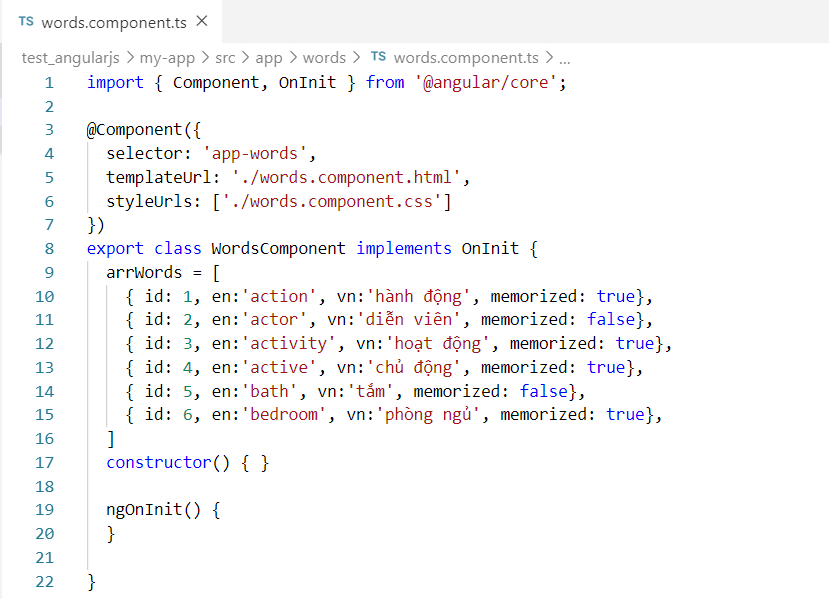 TS words.component.ts ×
test_angularjs > my-app > src > app > words > TS words.component.ts > ...
1 import { Component, OnInit } from '@angular/core';
2
3 @Component({
4   selector: 'app-words',
5   templateUrl: './words.component.html',
6   styleUrls: ['./words.component.css']
7 })
8 export class WordsComponent implements OnInit {
9   arrWords = [
10     { id: 1, en:'action', vn:'hành động', memorized: true},
11     { id: 2, en:'actor', vn:'diễn viên', memorized: false},
12     { id: 3, en:'activity', vn:'hoạt động', memorized: true},
13     { id: 4, en:'active', vn:'chủ động', memorized: true},
14     { id: 5, en:'bath', vn:'tắm', memorized: false},
15     { id: 6, en:'bedroom', vn:'phòng ngủ', memorized: true},
16   ]
17   constructor() { }
18
19   ngOnInit() {
20   }
21
22 }